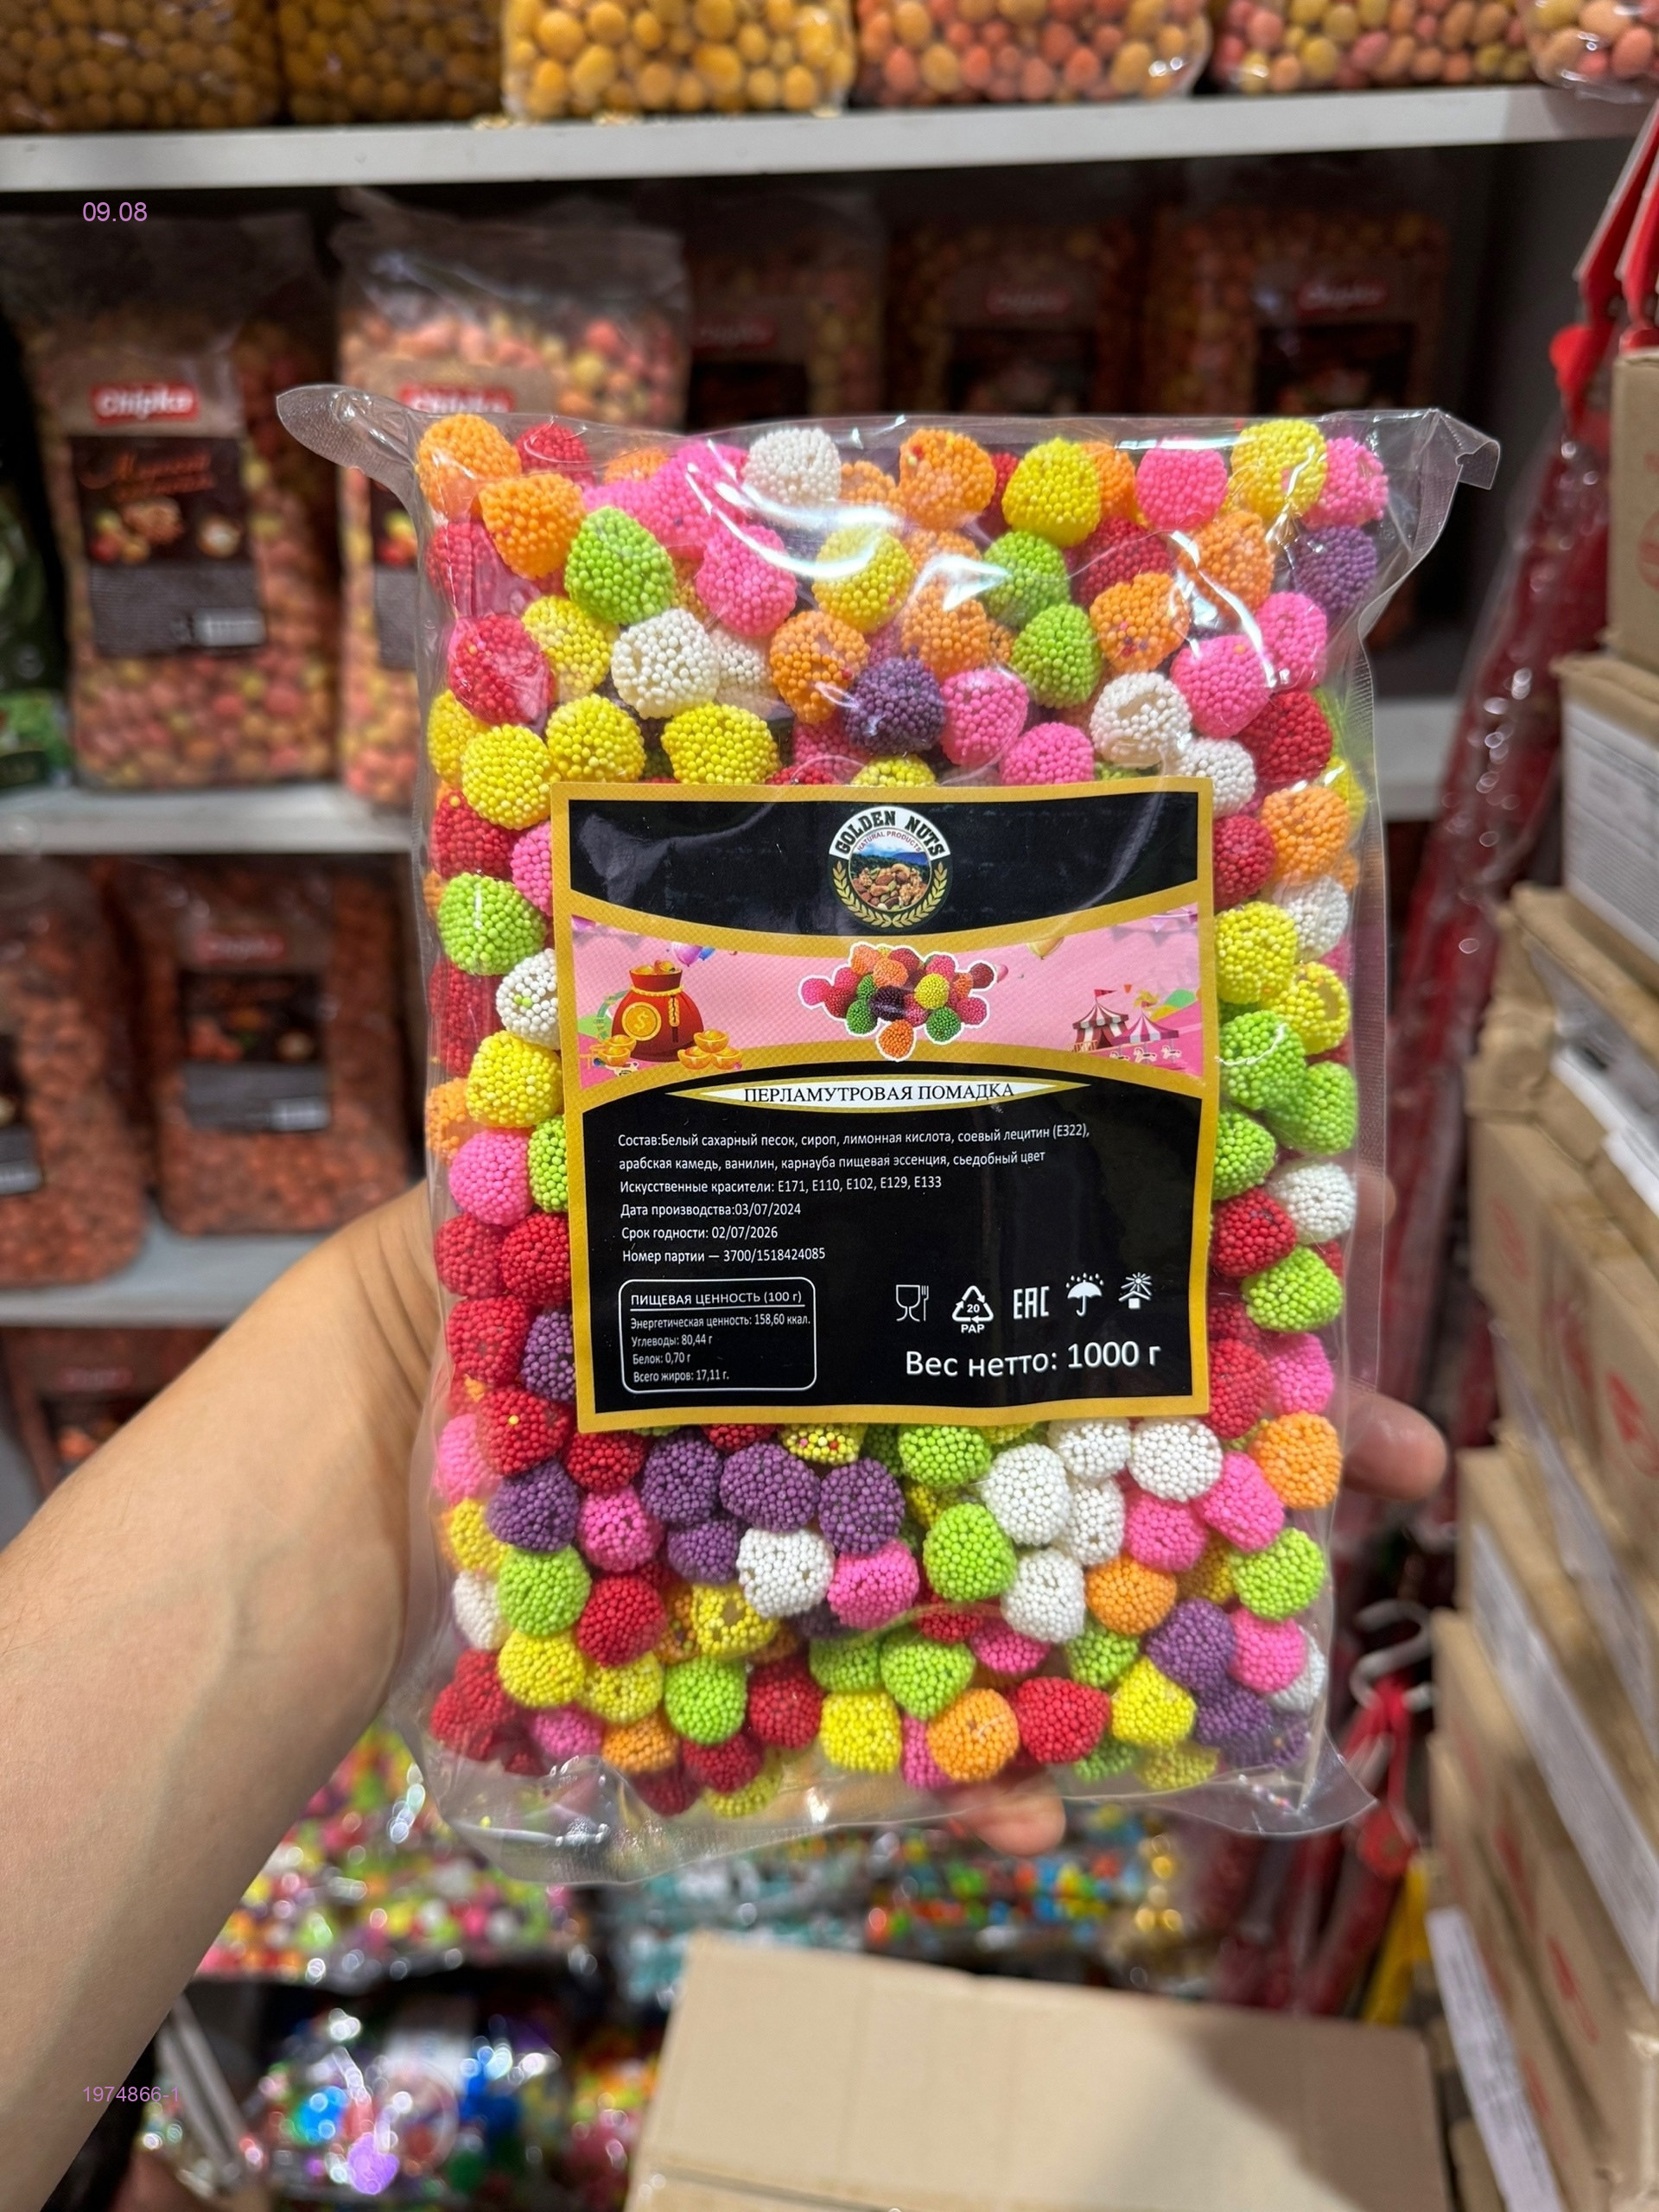 09.08
Chipka
Chipka
GOLDEN NUTS
NATURAL PRODUCTS
ПЕРЛАМУТРОВАЯ ПОМАДКА
Состав:Белый сахарный песок, сироп, лимонная кислота, соевый лецитин (E322),
арабская камедь, ванилин, карнауба пищевая эссенция, сьедобный цвет
Искусственные красители: E171, E110, E102, E129, E133
Дата производства:03/07/2024
Срок годности: 02/07/2026
Номер партии — 3700/1518424085
ПИЩЕВАЯ ЦЕННОСТЬ (100 г)
Энергетическая ценность: 158,60 ккал.
Углеводы: 80,44 г
Белок: 0,70 г
Всего жиров: 17,11 г.
20
PAP
EAC
Вес нетто: 1000 г
1974866-1